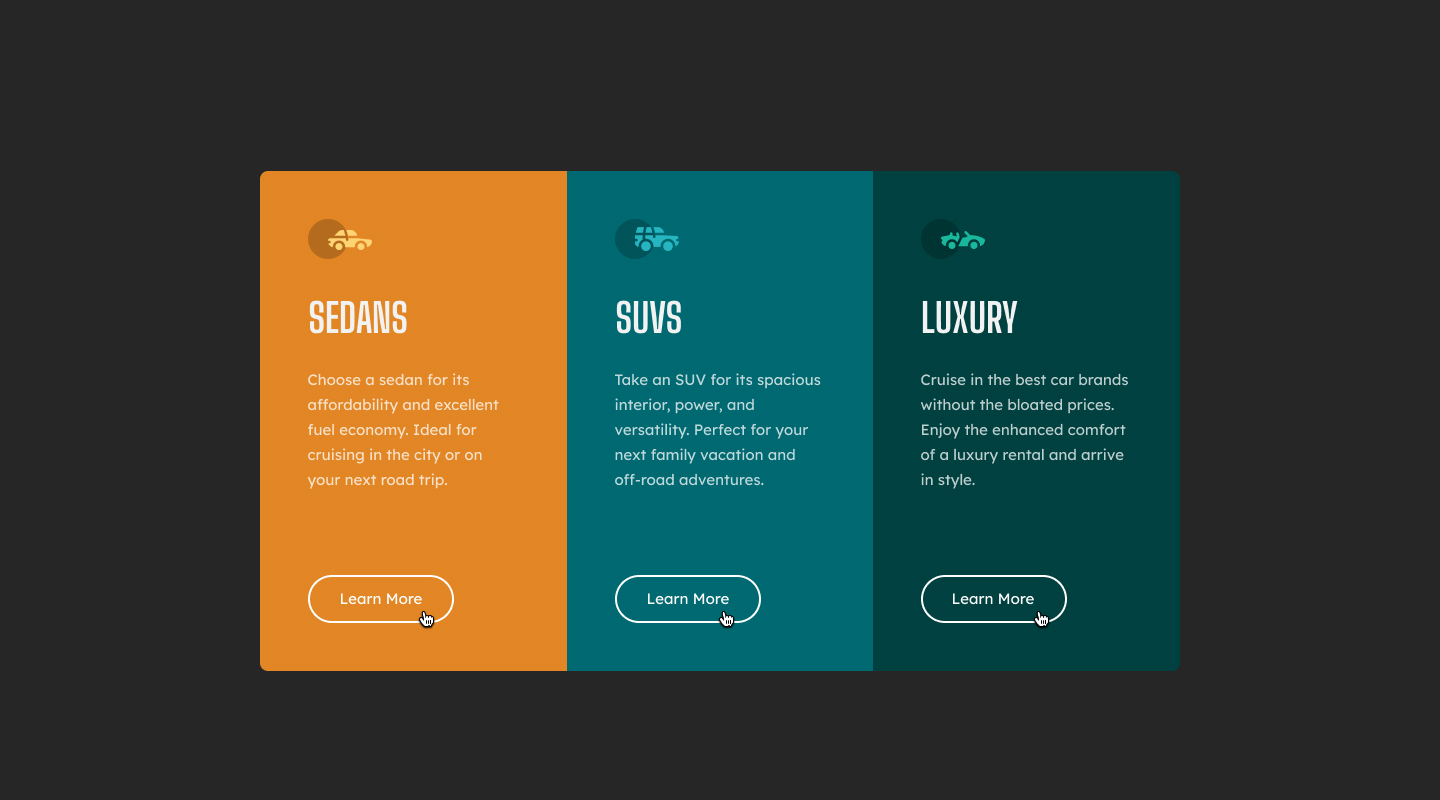 SEDANS
Choose a sedan for its
affordability and excellent
fuel economy. Ideal for
cruising in the city or on
your next road trip.
Learn More
SUVS
Take an SUV for its spacious
interior, power, and
versatility. Perfect for your
next family vacation and
off-road adventures.
Learn More
LUXURY
Cruise in the best car brands
without the bloated prices.
Enjoy the enhanced comfort
of a luxury rental and arrive
in style.
Learn More